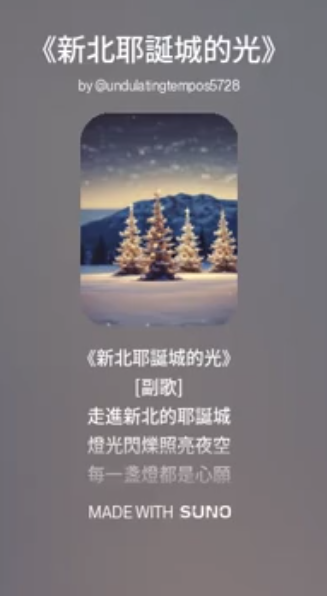 《新北耶誕城的光》
by @undulatingtempos5728
《新北耶誕城的光》
[副歌]
走進新北的耶誕城
燈光閃爍照亮夜空
每一盞燈都是心願
MADE WITH SUNO